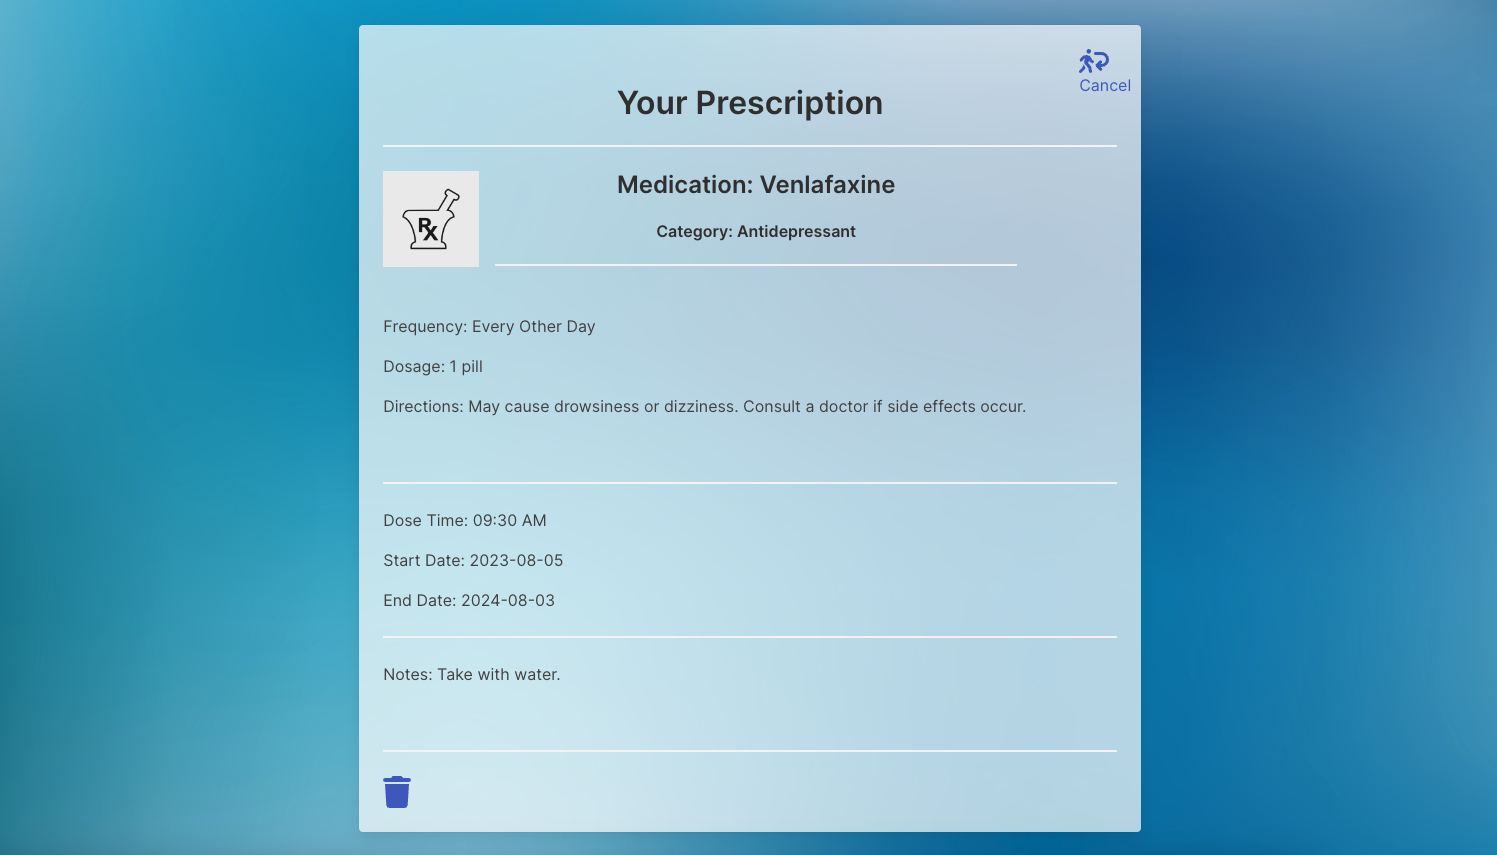 Cancel
Your Prescription
Medication: Venlafaxine
Rx
Category: Antidepressant
Frequency: Every Other Day
Dosage: 1 pill
Directions: May cause drowsiness or dizziness. Consult a doctor if side effects occur.
Dose Time: 09:30 AM
Start Date: 2023-08-05
End Date: 2024-08-03
Notes: Take with water.